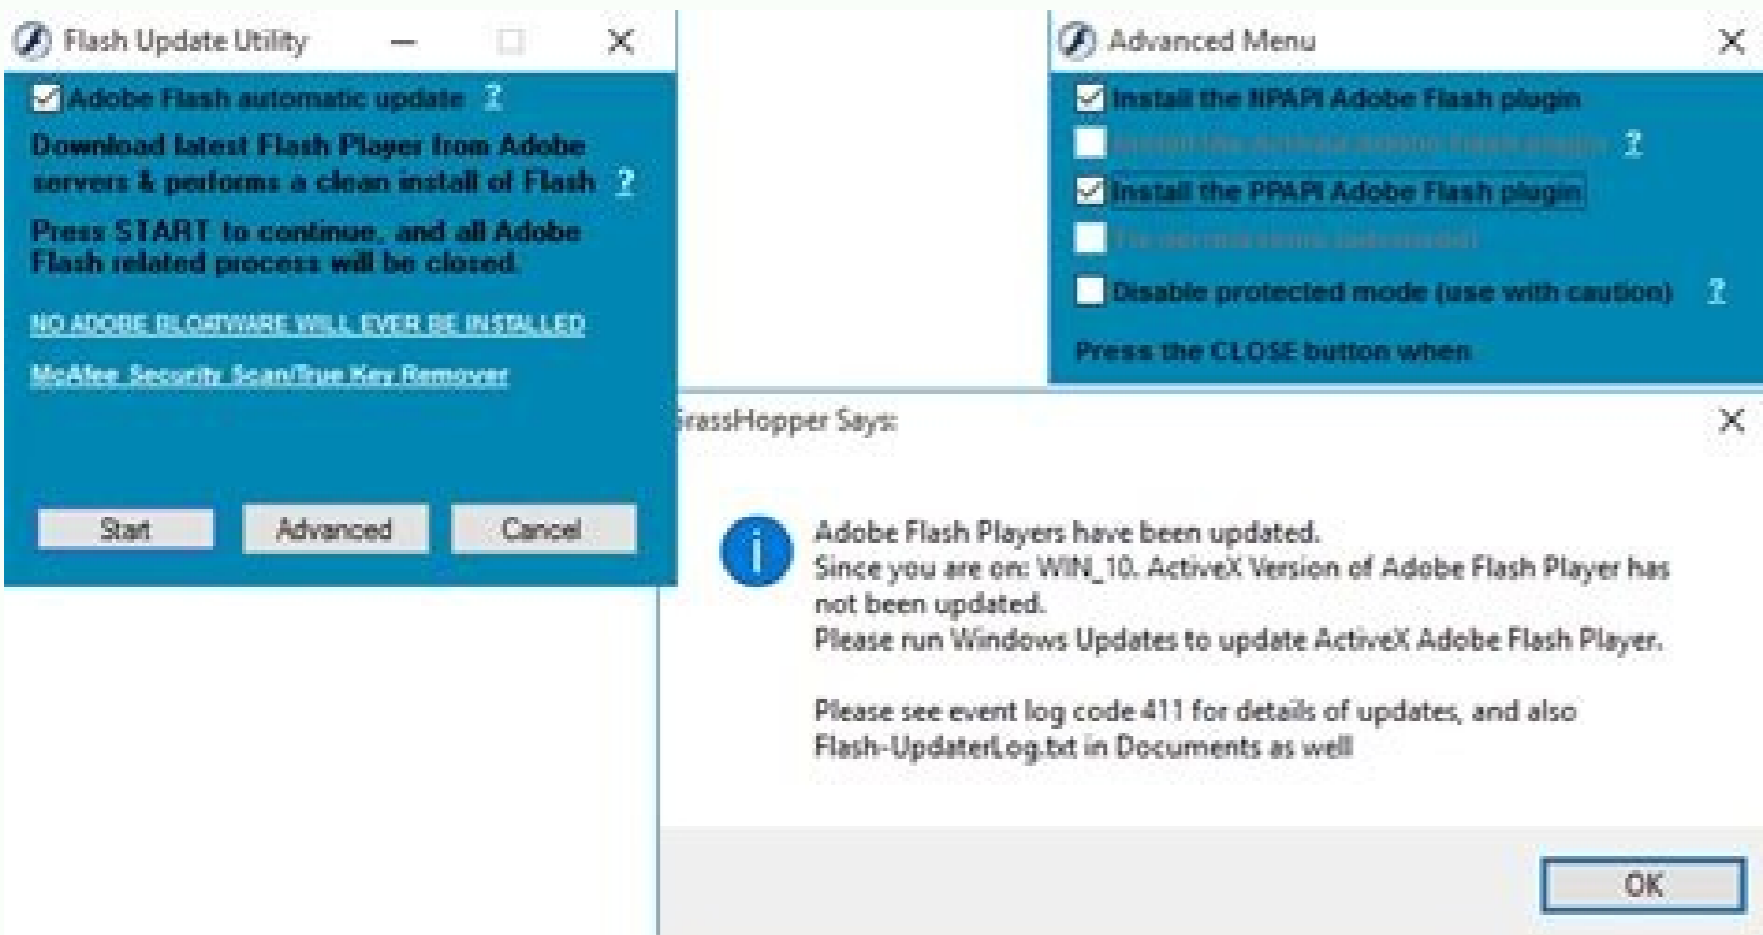 Flash Update Utility
Adobe Flash automatic update ?
Download latest Flash Player from Adobe
servers & performs a clean install of Flash ?
Press START to continue, and all Adobe
Flash related process will be closed.
NO ADOBE BLOATWARE WILL EVER BE INSTALLED
McAfee Security Scan/True Key Remover
Start
Advanced
Cancel
Advanced Menu
Install the NPAPI Adobe Flash plugin
?
Install the PPAPI Adobe Flash plugin
Disable protected mode (use with caution) ?
Press the CLOSE button when
rassHopper Says:
Adobe Flash Players have been updated.
Since you are on: WIN_10. ActiveX Version of Adobe Flash Player has
not been updated.
Please run Windows Updates to update ActiveX Adobe Flash Player.
Please see event log code 411 for details of updates, and also
Flash-UpdaterLog.txt in Documents as well
OK